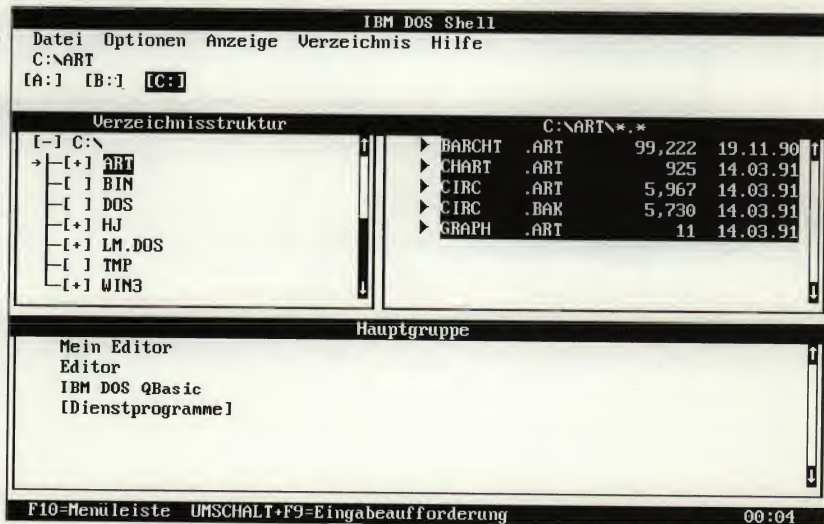 IBM DOS Shell
Datei Optionen Anzeige Verzeichnis Hilfe
C:\ART
[A:] [B:] [C:]
Verzeichnisstruktur
[-] C:\
[+] ART
[ ] BIN
[ ] DOS
[+] HJ
[+] LM.DOS
[ ] TMP
[+] WIN3
C:\ART\*.*
BARCHT .ART 99,222 19.11.90
CHART .ART 925 14.03.91
CIRC .ART 5,967 14.03.91
CIRC .BAK 5,730 14.03.91
GRAPH .ART 11 14.03.91
Hauptgruppe
Mein Editor
Editor
IBM DOS QBasic
[Dienstprogramme]
F10=Menüleiste UMSCHALT+F9=Eingabeaufforderung 00:04